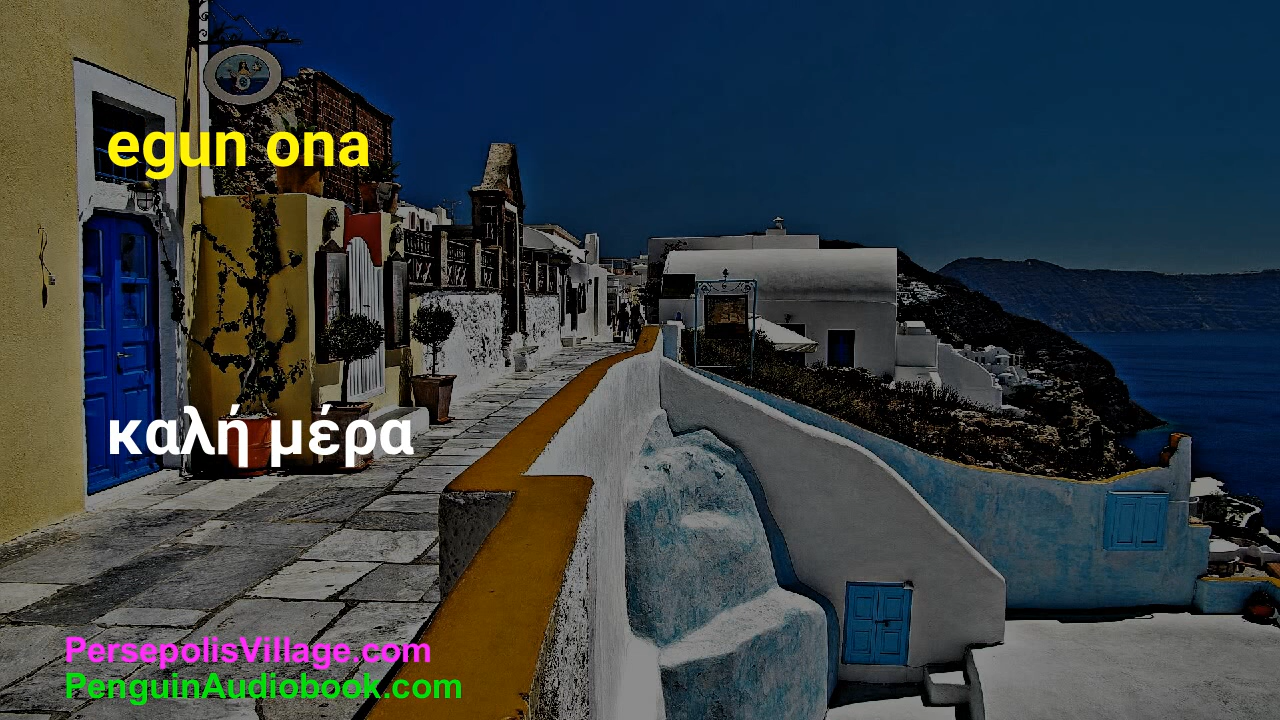 egun ona
καλή μέρα
PersepolisVillage.com
PenguinAudiobook.com